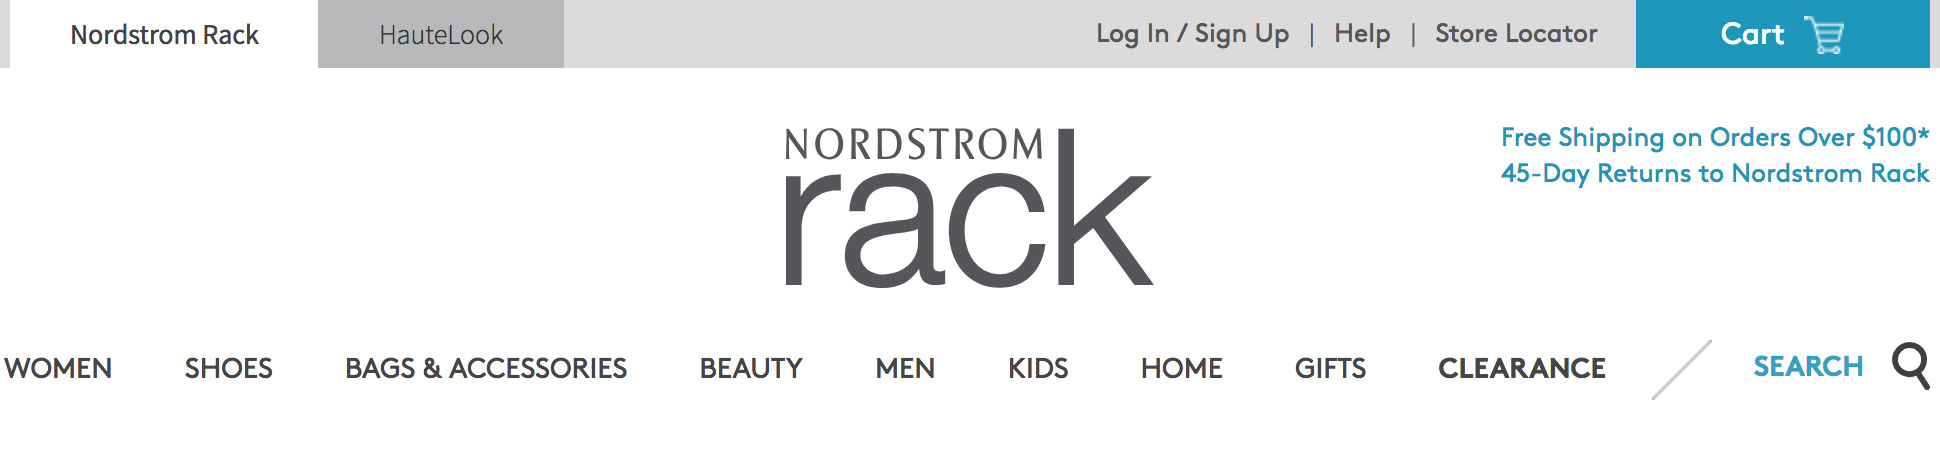 Nordstrom Rack HauteLook Log In / Sign Up | Help | Store Locator Cart
NORDSTROM
rack
Free Shipping on Orders Over $100*
45-Day Returns to Nordstrom Rack
WOMEN SHOES BAGS & ACCESSORIES BEAUTY MEN KIDS HOME GIFTS CLEARANCE SEARCH